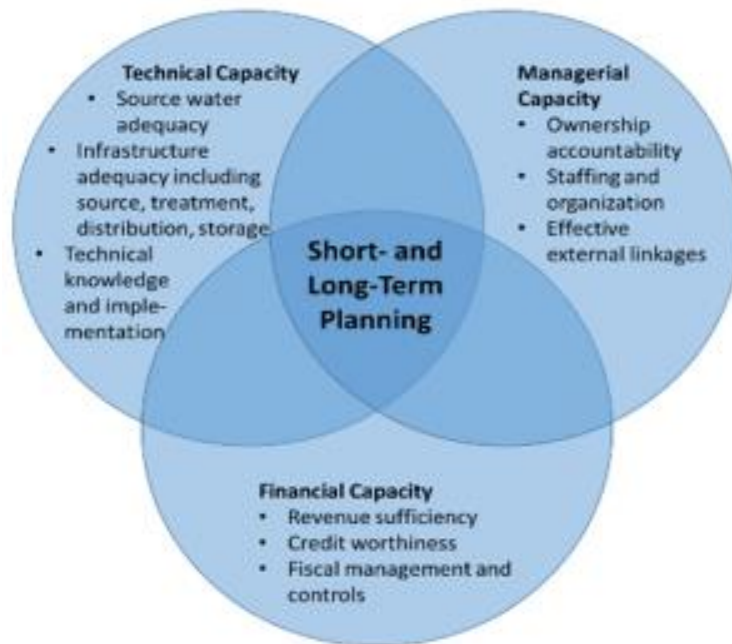 Technical Capacity
• Source water
adequacy
• Infrastructure
adequacy including
source, treatment,
distribution, storage
• Technical
knowledge
and imple-
mentation
Managerial
Capacity
• Ownership
accountability
• Staffing and
organization
• Effective
external linkages
Short- and
Long-Term
Planning
Financial Capacity
• Revenue sufficiency
• Credit worthiness
• Fiscal management and
controls